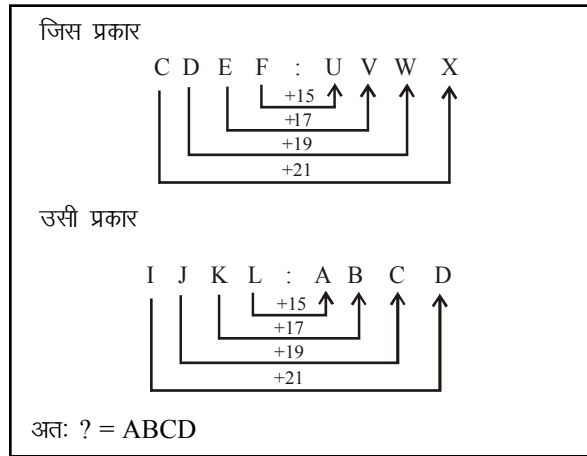 जिस प्रकार
C D E F : U V W X
+15
+17
+19
+21
उसी प्रकार
I J K L : A B C D
+15
+17
+19
+21
अतः ? = ABCD